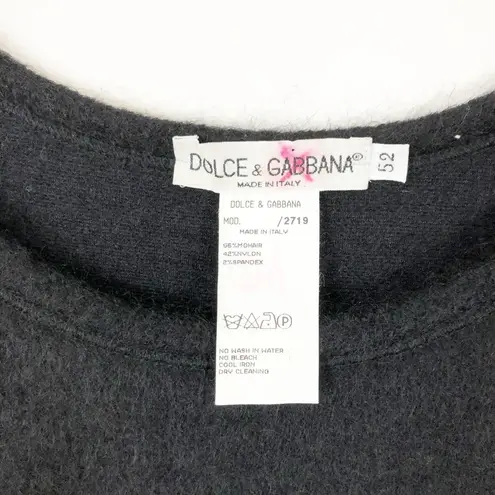 DOLCE & GABBANA®
MADE IN ITALY
52
DOLCE & GABBANA
MOD. /2719
MADE IN ITALY
56%MOHAIR
42%NYLON
2%SPANDEX
P
NO WASH IN WATER
NO BLEACH
COOL IRON
DRY CLEANING